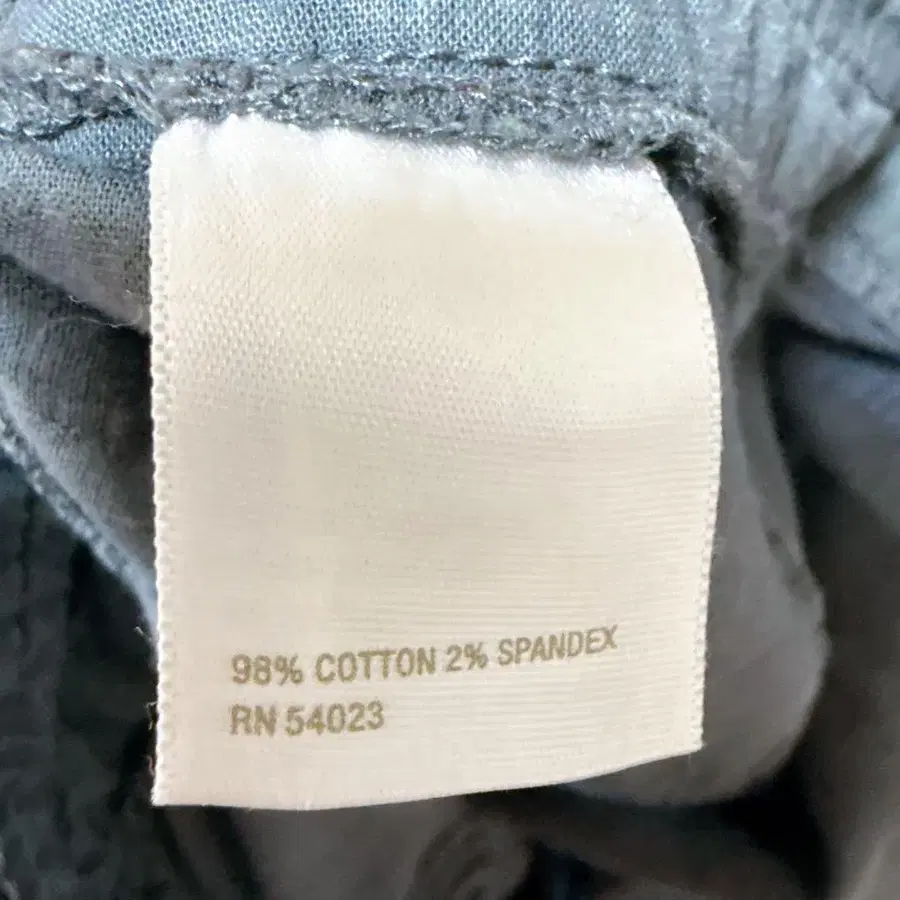 98% COTTON 2% SPANDEX
RN 54023